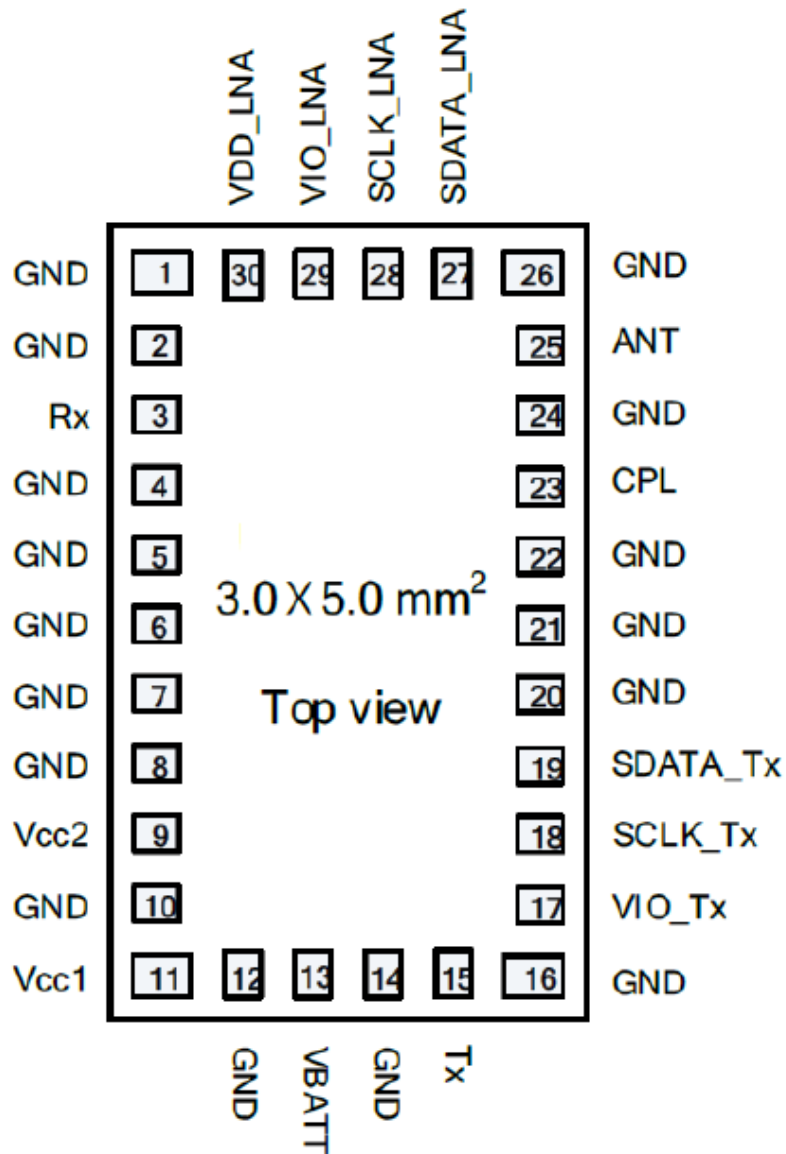 VDD_LNA VIO_LNA SCLK_LNA SDATA_LNA
GND 1 30 29 28 27 26 GND
GND 2 25 ANT
Rx 3 24 GND
GND 4 23 CPL
GND 5 22 GND
3.0 X 5.0 mm²
GND 6 21 GND
GND 7 20 GND
Top view
GND 8 19 SDATA_Tx
Vcc2 9 18 SCLK_Tx
GND 10 17 VIO_Tx
Vcc1 11 12 13 14 15 16 GND
GND VBATT GND Tx